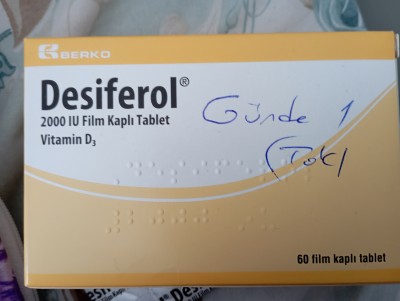 BERKO
Desiferol®
2000 IU Film Kaplı Tablet
Vitamin D₃
Günde 1
(Tok)
60 film kaplı tablet